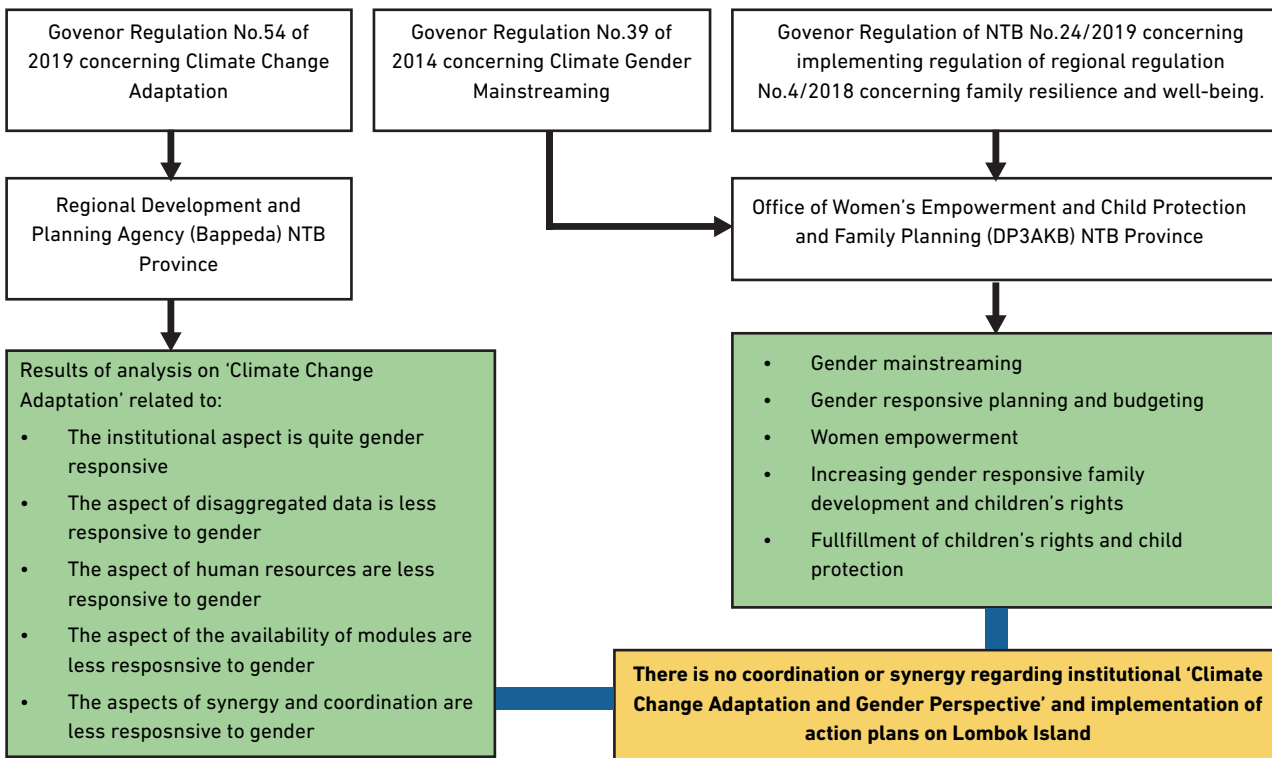 Govenor Regulation No.54 of
2019 concerning Climate Change
Adaptation
Govenor Regulation No.39 of
2014 concerning Climate Gender
Mainstreaming
Govenor Regulation of NTB No.24/2019 concerning
implementing regulation of regional regulation
No.4/2018 concerning family resilience and well-being.
Regional Development and
Planning Agency (Bappeda) NTB
Province
Office of Women's Empowerment and Child Protection
and Family Planning (DP3AKB) NTB Province
Results of analysis on ‘Climate Change
Adaptation’ related to:
• The institutional aspect is quite gender
responsive
• The aspect of disaggregated data is less
responsive to gender
• The aspect of human resources are less
responsive to gender
• The aspect of the availability of modules are
less resposnsive to gender
• The aspects of synergy and coordination are
less resposnsive to gender
• Gender mainstreaming
• Gender responsive planning and budgeting
• Women empowerment
• Increasing gender responsive family
development and children's rights
• Fullfillment of children's rights and child
protection
There is no coordination or synergy regarding institutional ‘Climate
Change Adaptation and Gender Perspective’ and implementation of
action plans on Lombok Island